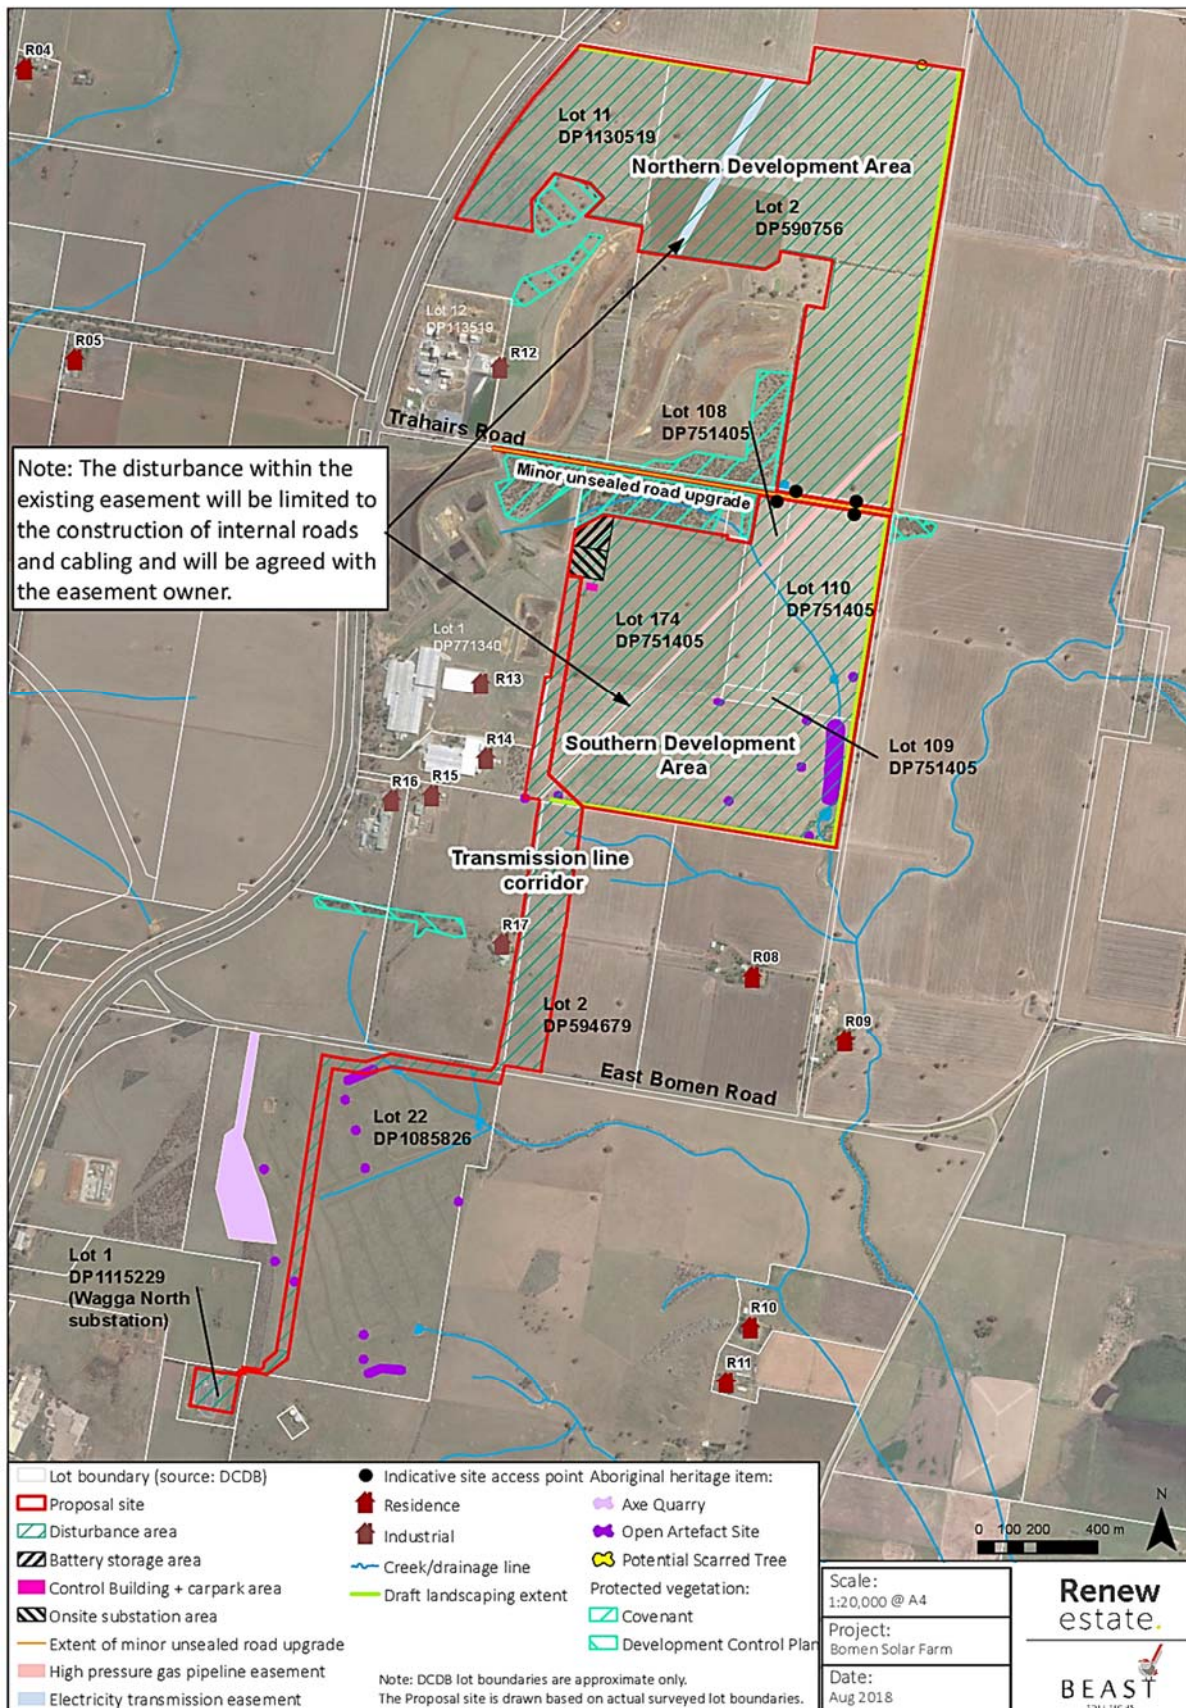 R04
Lot 11
DP1130519
Northern Development Area
Lot 2
DP590756
Lot 12
DP113519
R05
R12
Trahairs Road
Lot 108
DP751405
Minor unsealed road upgrade
Note: The disturbance within the
existing easement will be limited to
the construction of internal roads
and cabling and will be agreed with
the easement owner.
Lot 110
DP751405
Lot 174
DP751405
Lot 1
DP771340
R13
R14
Southern Development
Area
Lot 109
DP751405
R16
R15
Transmission line
corridor
R17
R08
Lot 2
DP594679
R09
East Bomen Road
Lot 22
DP1085826
Lot 1
DP1115229
(Wagga North
substation)
R10
R11
N
0 100 200 400 m
Lot boundary (source: DCDB)
Proposal site
Disturbance area
Battery storage area
Control Building + carpark area
Onsite substation area
Extent of minor unsealed road upgrade
High pressure gas pipeline easement
Electricity transmission easement
Indicative site access point
Residence
Industrial
Creek/drainage line
Draft landscaping extent
Aboriginal heritage item:
Axe Quarry
Open Artefact Site
Potential Scarred Tree
Protected vegetation:
Covenant
Development Control Plan
Note: DCDB lot boundaries are approximate only.
The Proposal site is drawn based on actual surveyed lot boundaries.
Scale:
1:20,000 @ A4
Project:
Bomen Solar Farm
Date:
Aug 2018
Renew
estate.
BEAST